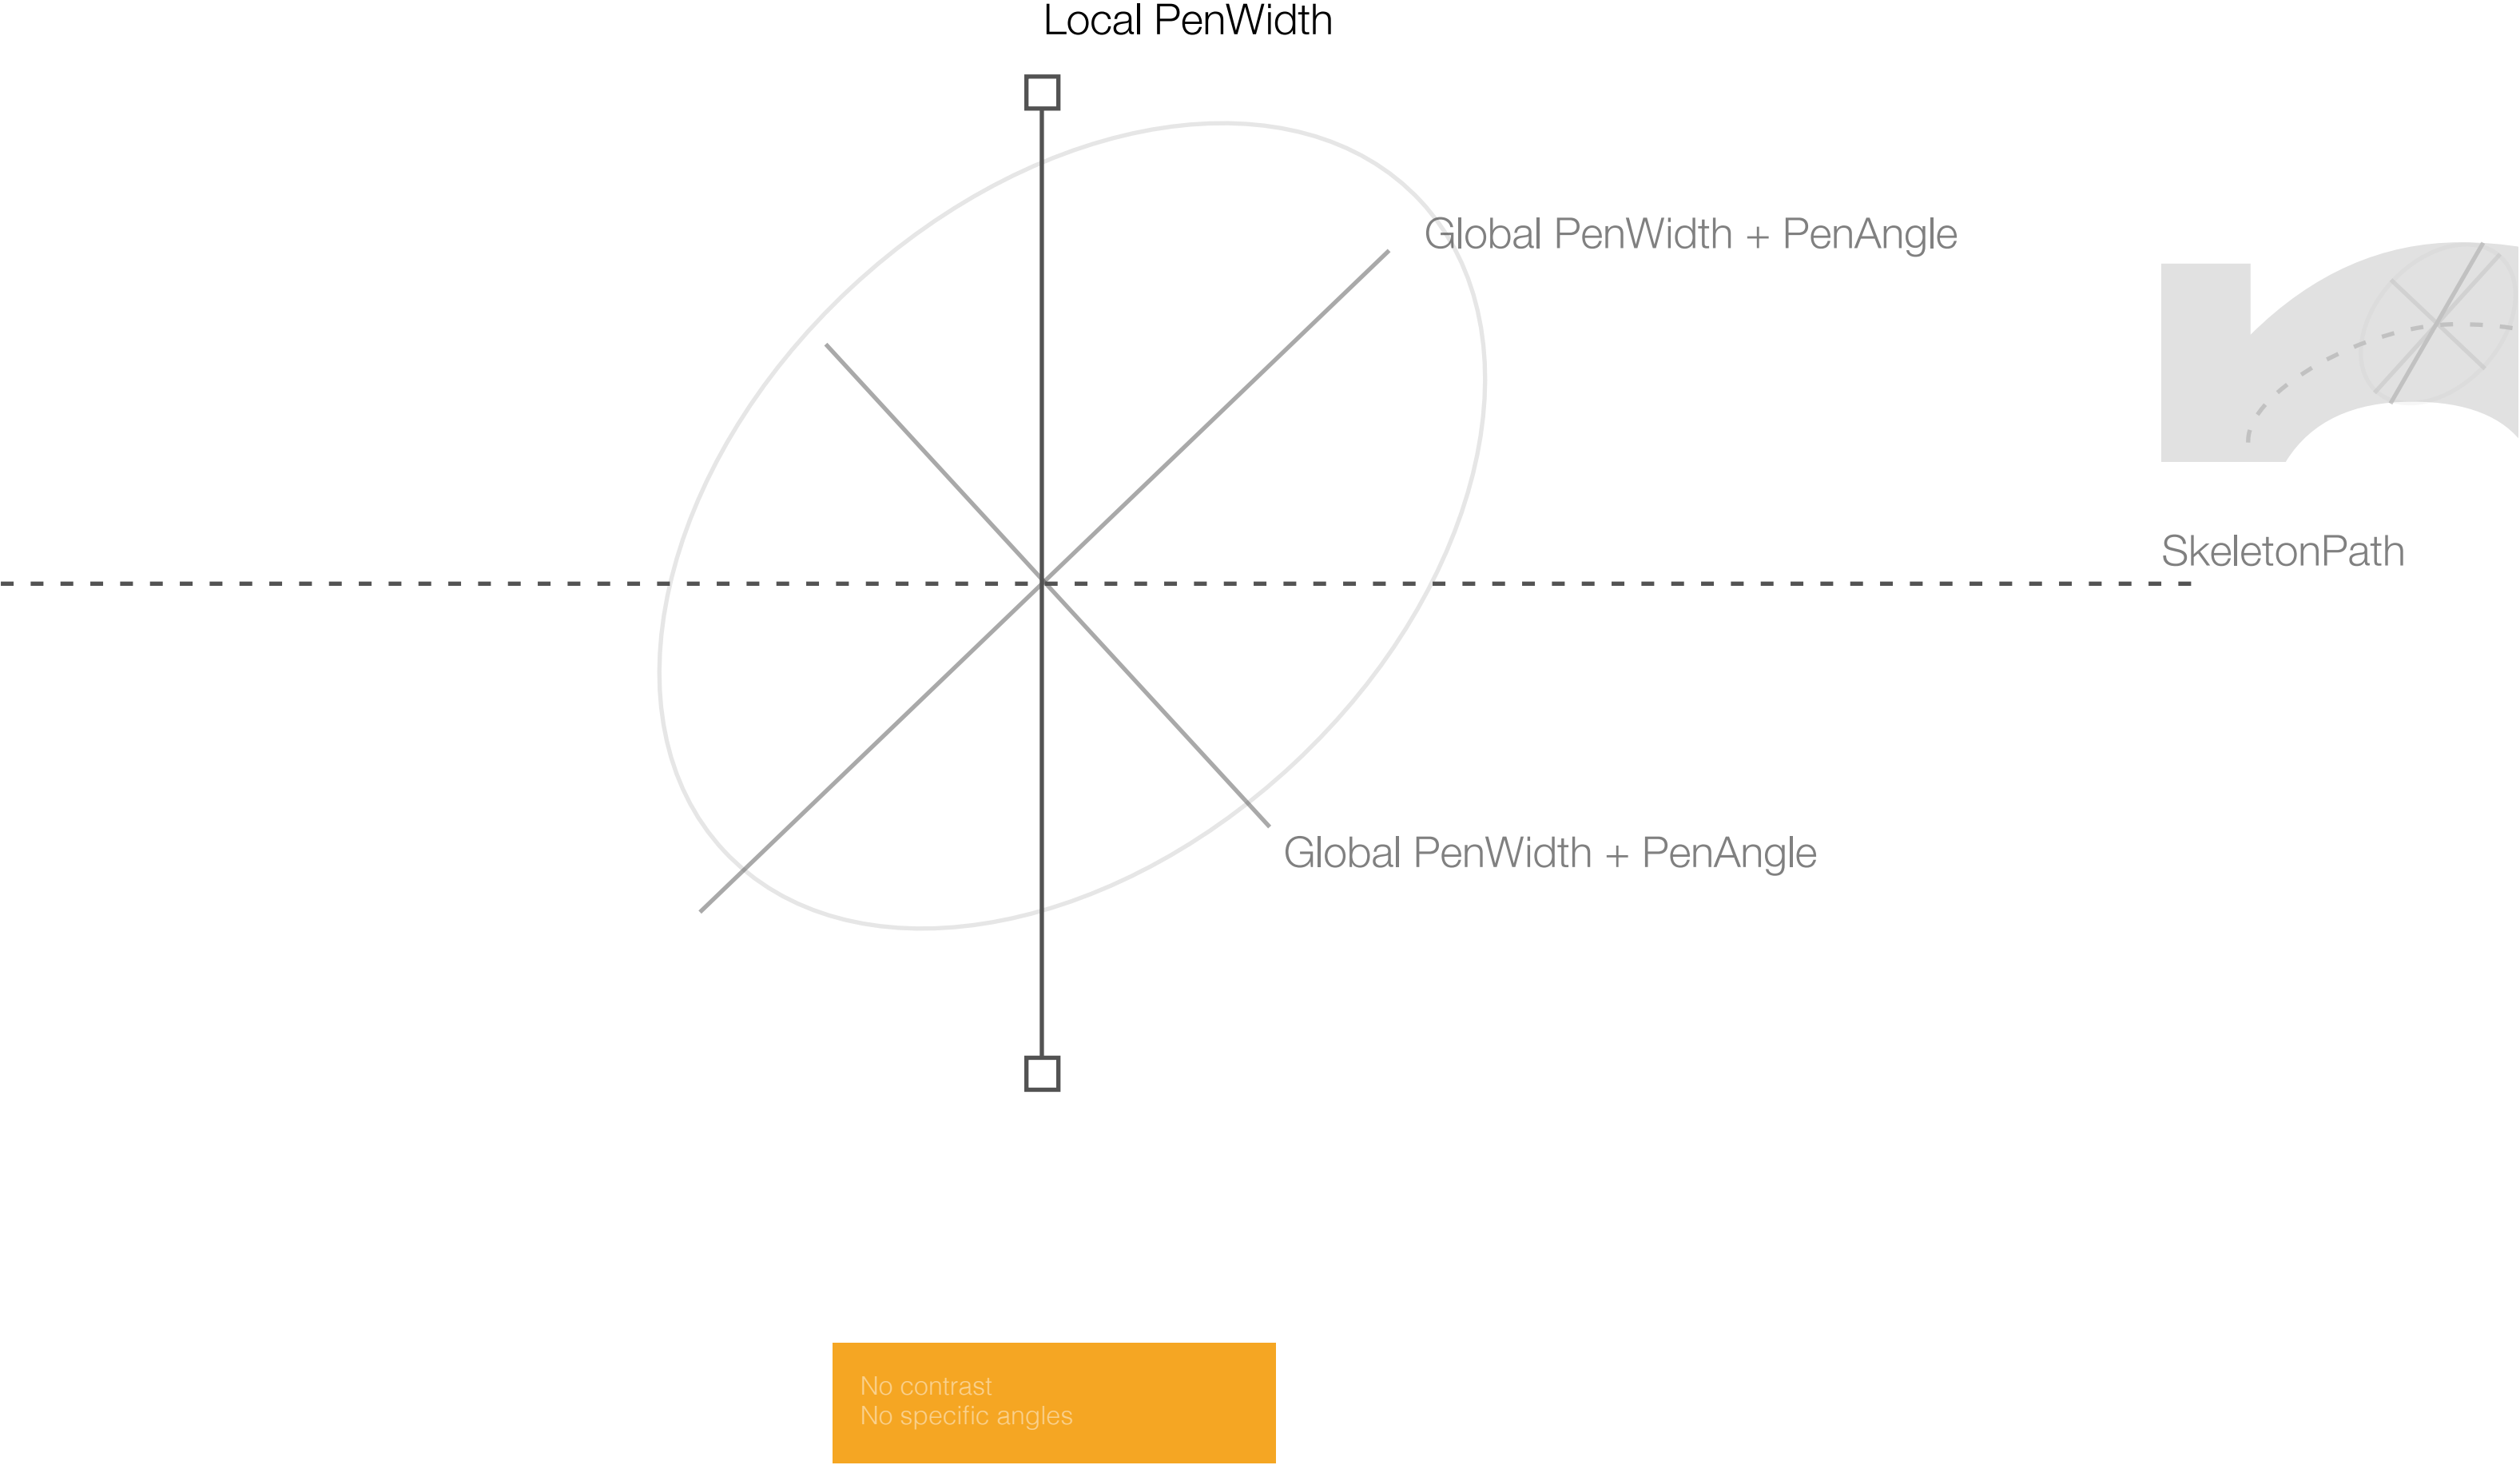 Local PenWidth
Global PenWidth + PenAngle
SkeletonPath
Global PenWidth + PenAngle
No contrast
No specific angles